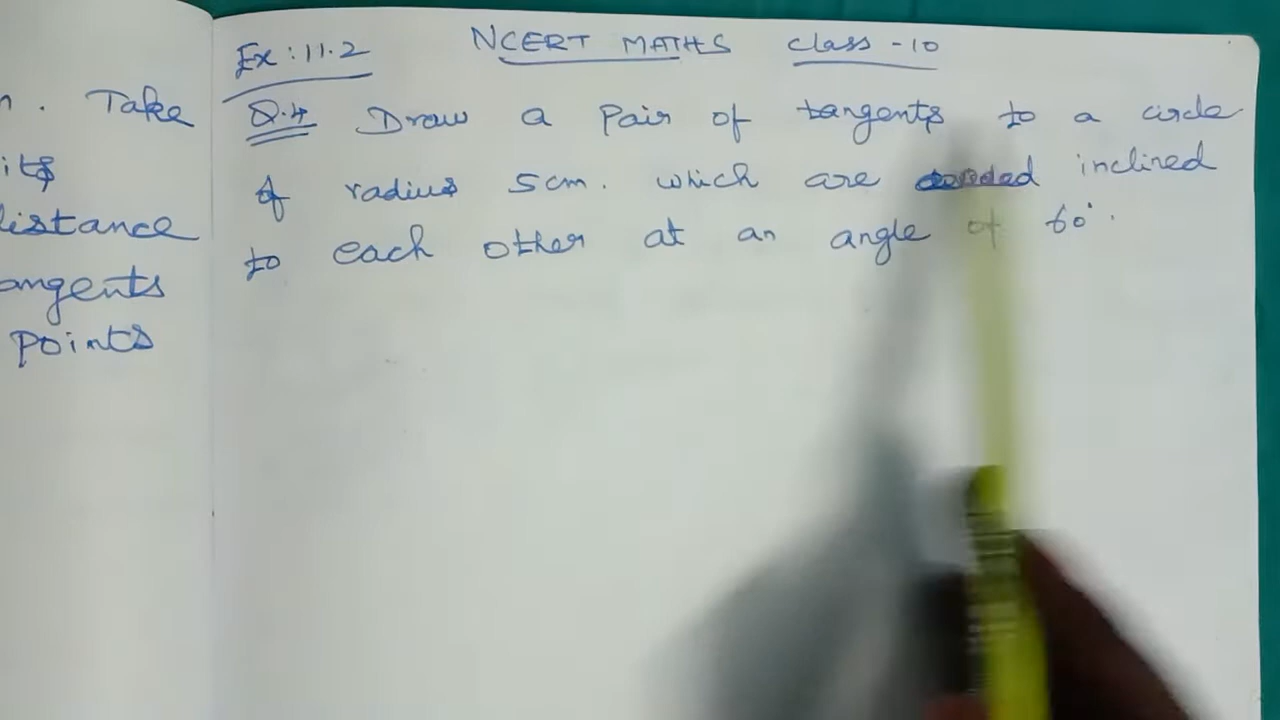 Ex: 11.2 NCERT MATHS Class - 10
n. Take
its
distance
angents
Points
Q.4 Draw a Pair of tangents to a circle
of radius 5cm. which are inclined
to each other at an angle of 60°.